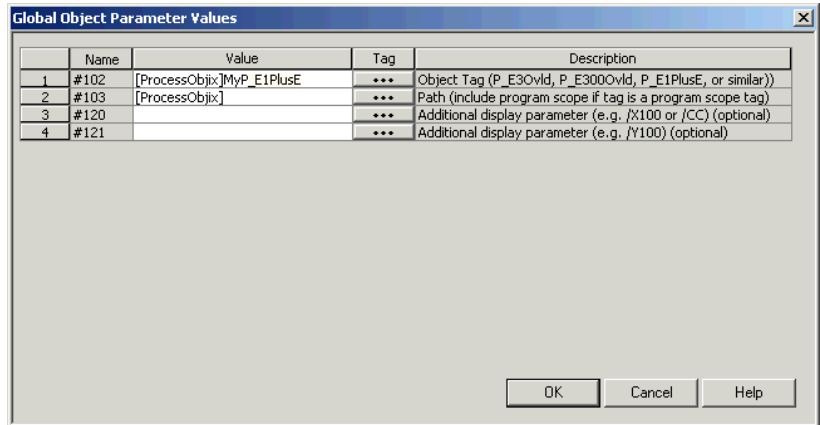 Global Object Parameter Values
Name Value Tag Description
1 #102 [ProcessObjix]MyP_E1PlusE ••• Object Tag (P_E3Ovld, P_E300Ovld, P_E1PlusE, or similar))
2 #103 [ProcessObjix] ••• Path (include program scope if tag is a program scope tag)
3 #120 ••• Additional display parameter (e.g. /X100 or /CC) (optional)
4 #121 ••• Additional display parameter (e.g. /Y100) (optional)
OK Cancel Help